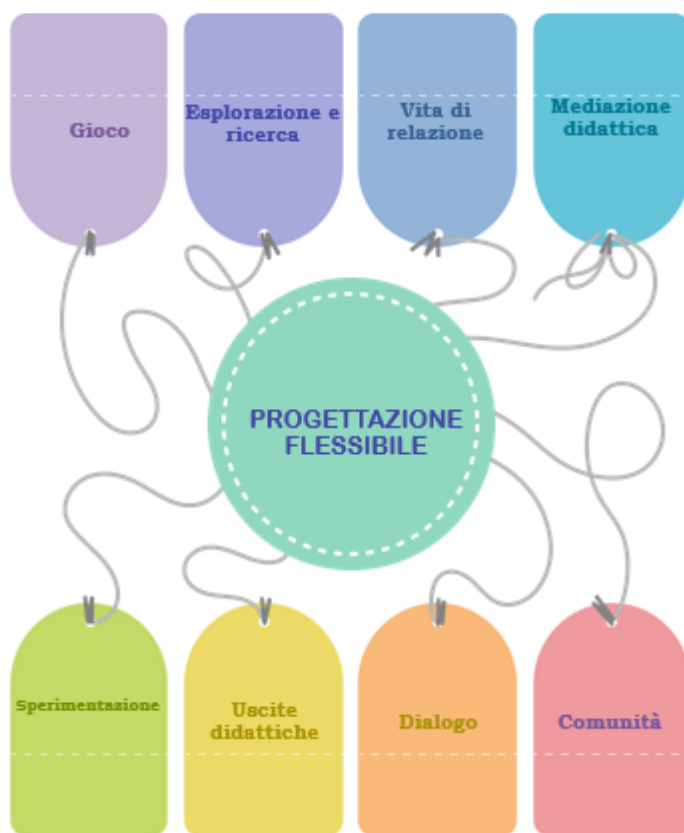 Gioco
Esplorazione e
ricerca
Vita di
relazione
Mediazione
didattica
PROGETTAZIONE
FLESSIBILE
Sperimentazione
Uscite
didattiche
Dialogo
Comunità